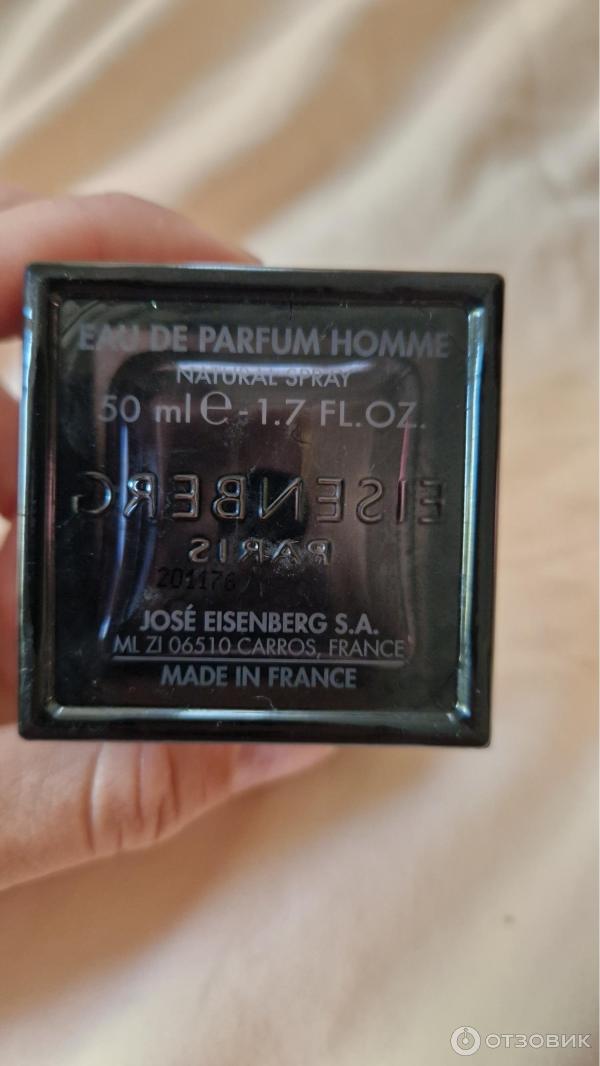 EAU DE PARFUM HOMME
NATURAL SPRAY
50 ml e - 1.7 FL.OZ.
EISENBERG
PARIS
201176
JOSÉ EISENBERG S.A.
ML ZI 06510 CARROS, FRANCE
MADE IN FRANCE
ОТЗОВИК